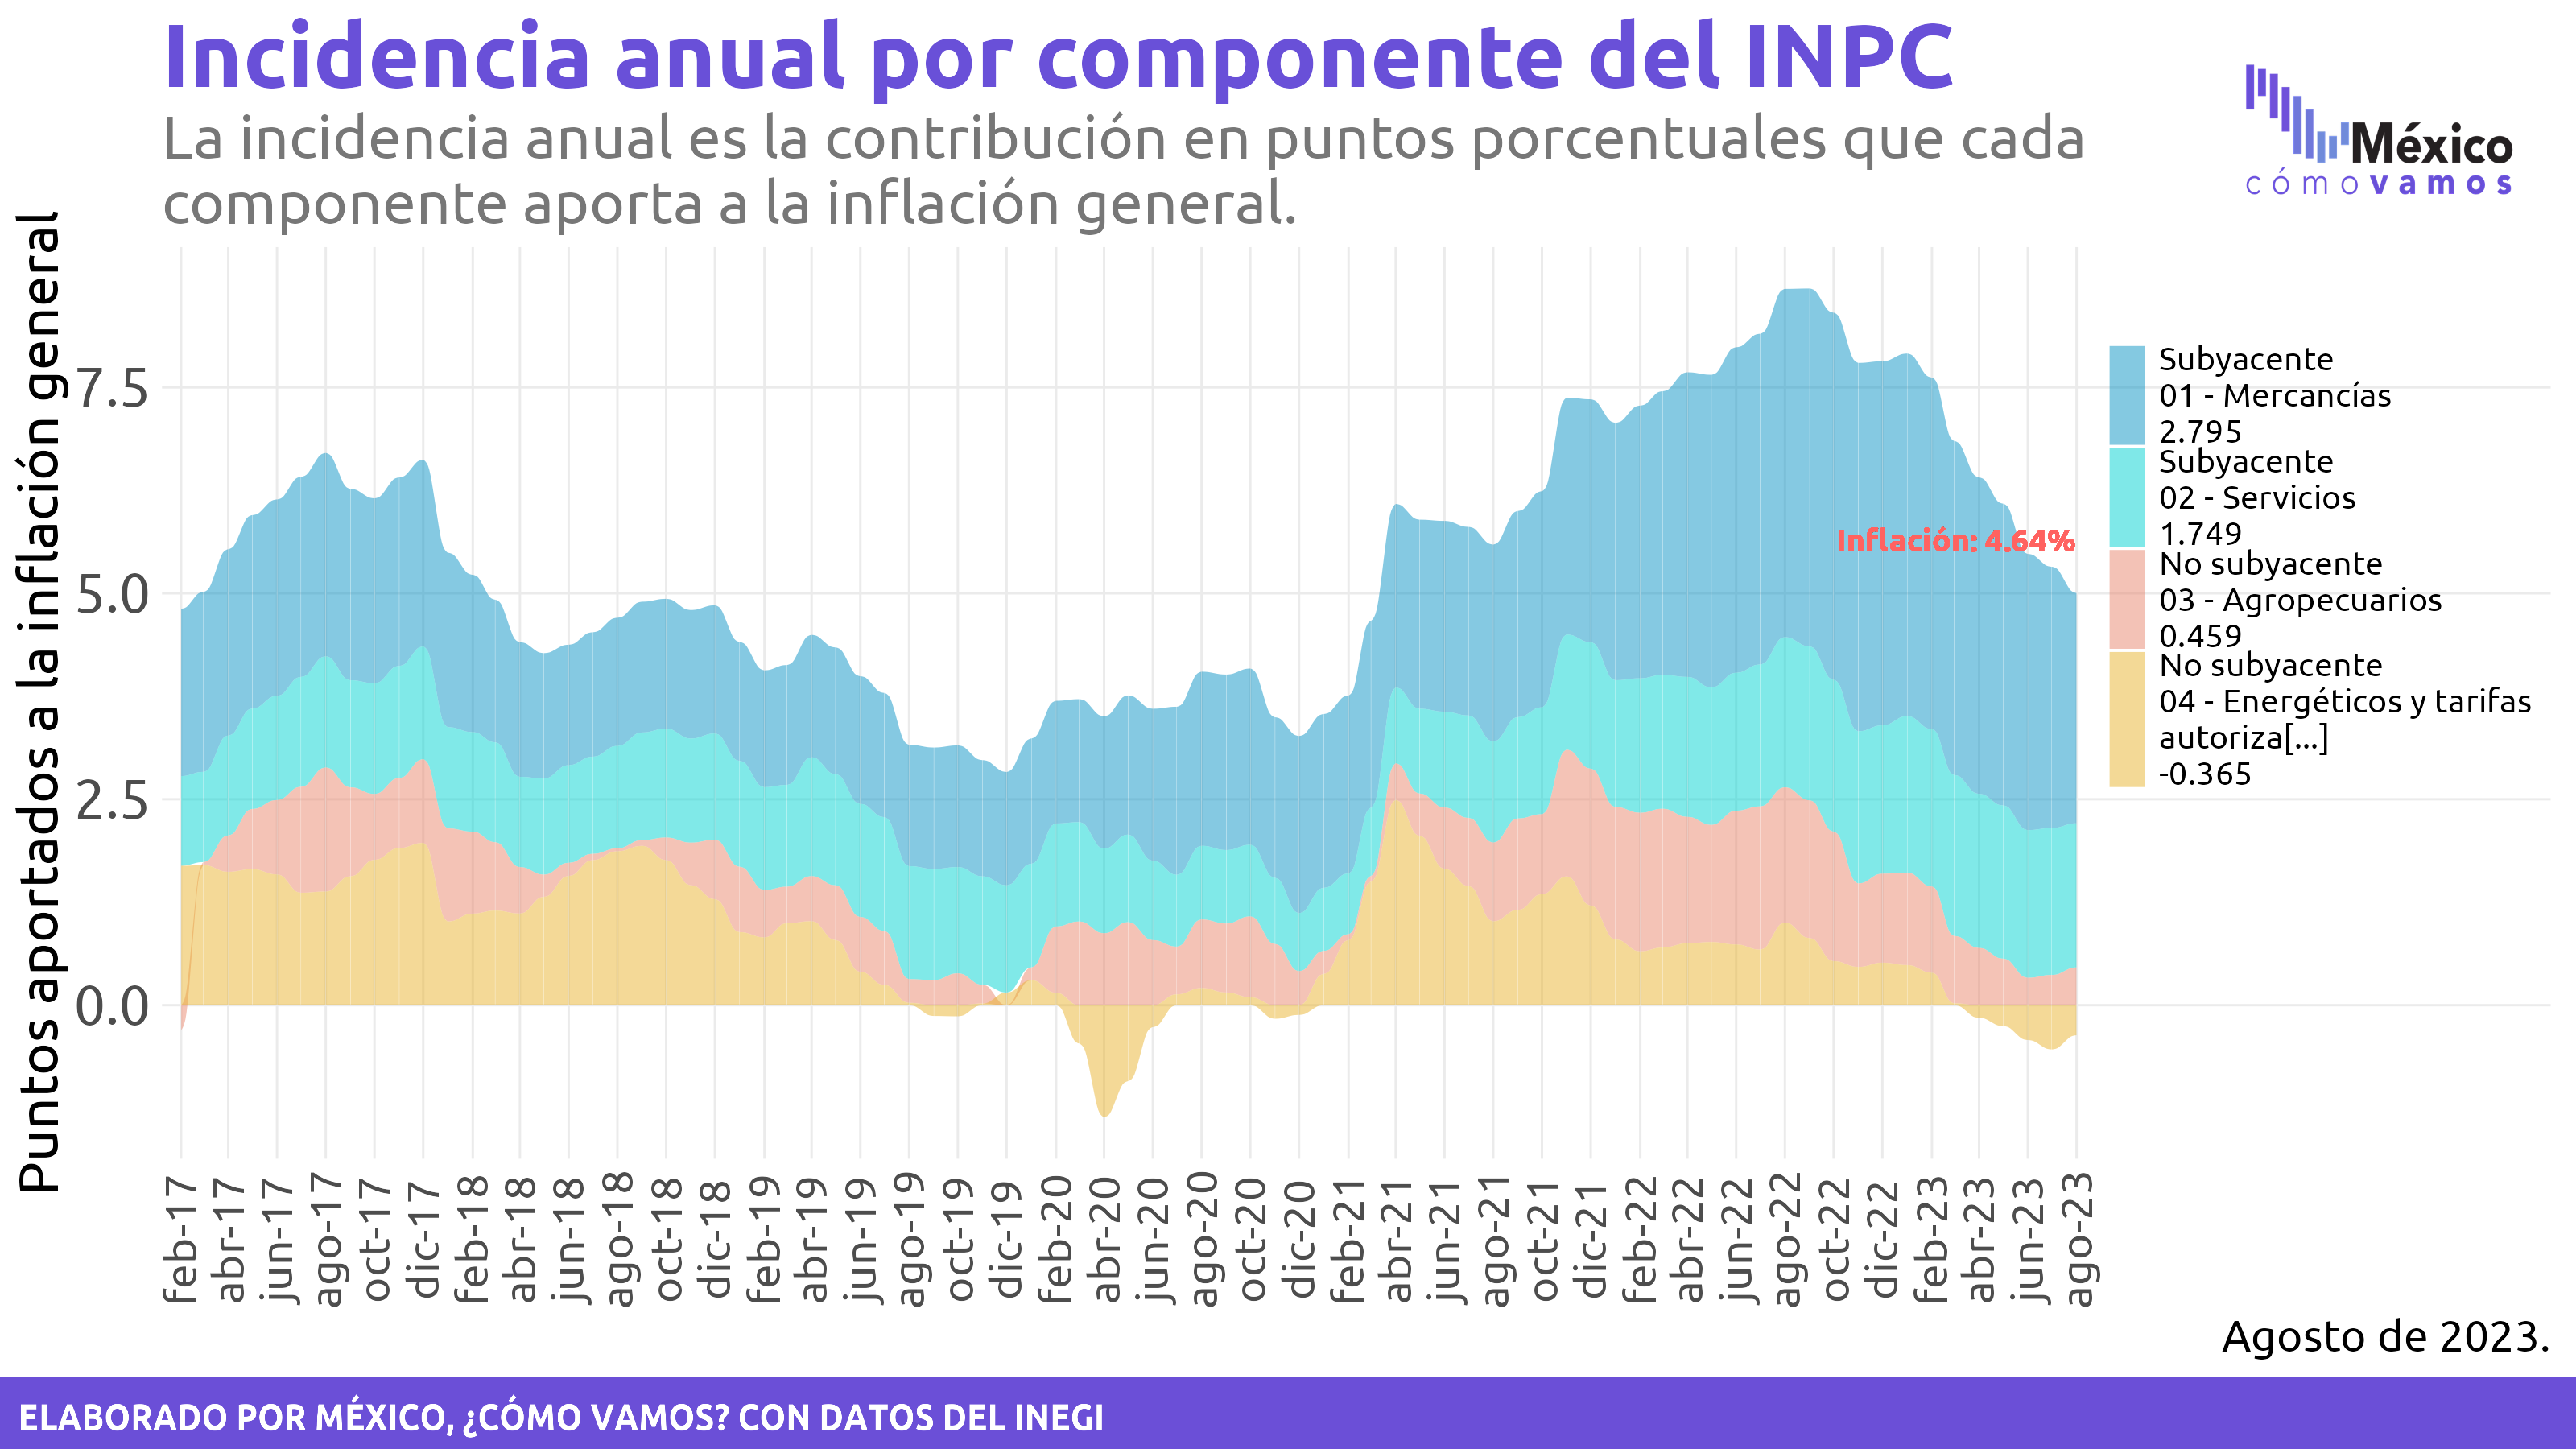 Incidencia anual por componente del INPC
La incidencia anual es la contribución en puntos porcentuales que cada
componente aporta a la inflación general.
México
cómovamos
Puntos aportados a la inflación general
7.5
5.0
2.5
0.0
Inflación: 4.64%
Subyacente
01 - Mercancías
2.795
Subyacente
02 - Servicios
1.749
No subyacente
03 - Agropecuarios
0.459
No subyacente
04 - Energéticos y tarifas
autoriza[...]
-0.365
feb-17
abr-17
jun-17
ago-17
oct-17
dic-17
feb-18
abr-18
jun-18
ago-18
oct-18
dic-18
feb-19
abr-19
jun-19
ago-19
oct-19
dic-19
feb-20
abr-20
jun-20
ago-20
oct-20
dic-20
feb-21
abr-21
jun-21
ago-21
oct-21
dic-21
feb-22
abr-22
jun-22
ago-22
oct-22
dic-22
feb-23
abr-23
jun-23
ago-23
Agosto de 2023.
ELABORADO POR MÉXICO, ¿CÓMO VAMOS? CON DATOS DEL INEGI